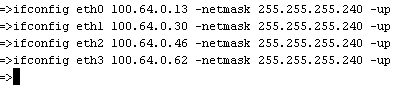 =>ifconfig eth0 100.64.0.13 -netmask 255.255.255.240 -up
=>ifconfig eth1 100.64.0.30 -netmask 255.255.255.240 -up
=>ifconfig eth2 100.64.0.46 -netmask 255.255.255.240 -up
=>ifconfig eth3 100.64.0.62 -netmask 255.255.255.240 -up
=>